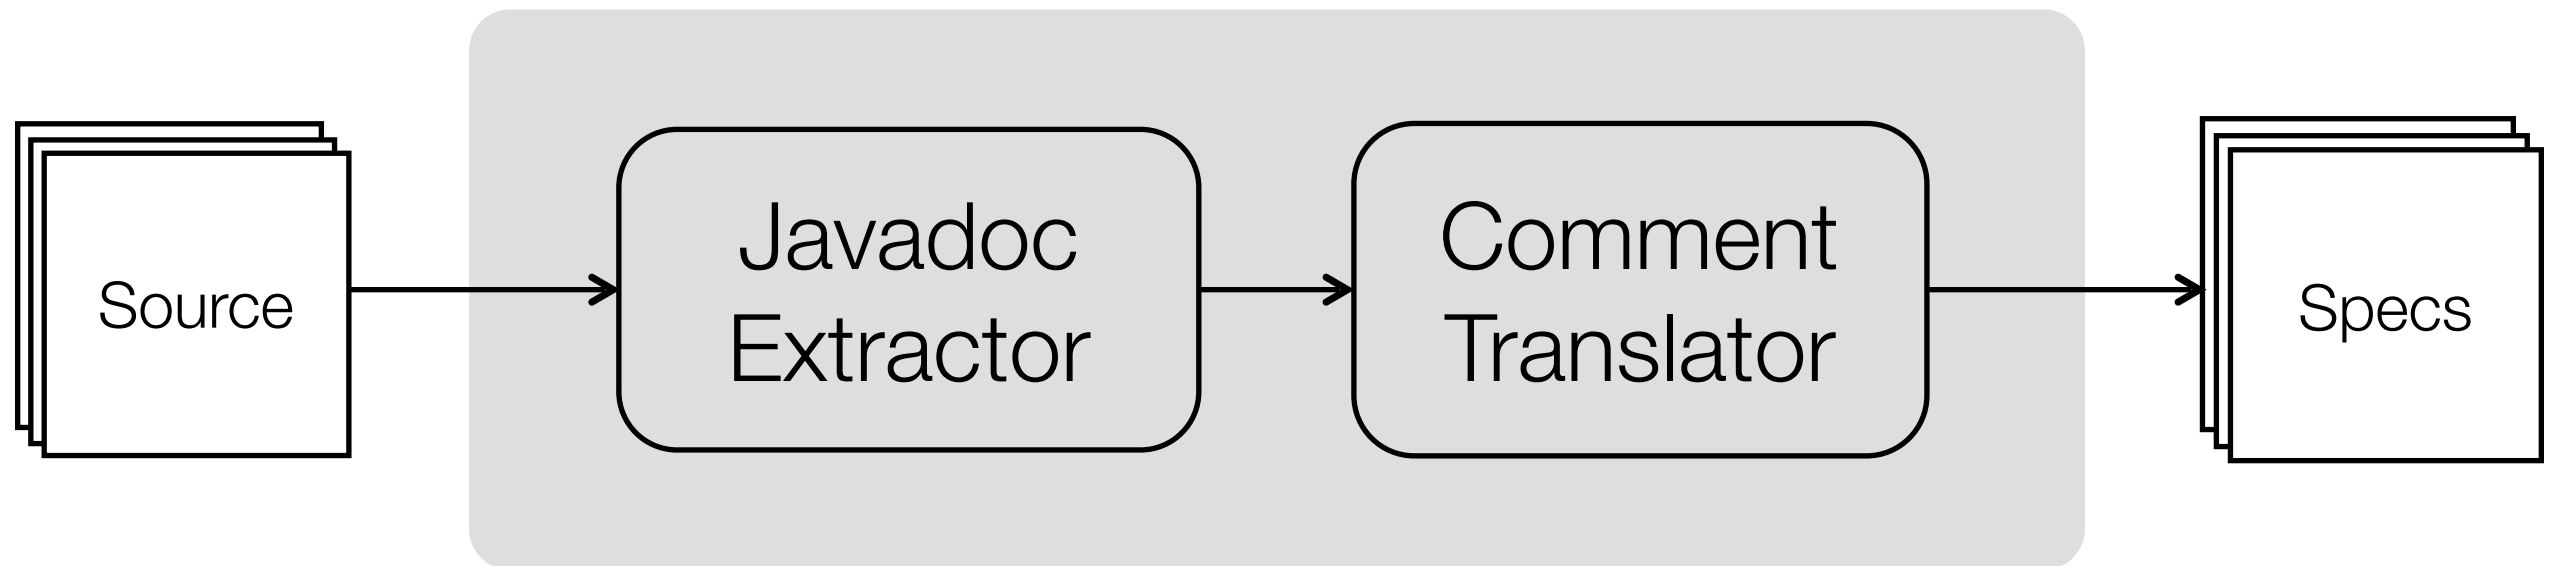 Source
Javadoc
Extractor
Comment
Translator
Specs